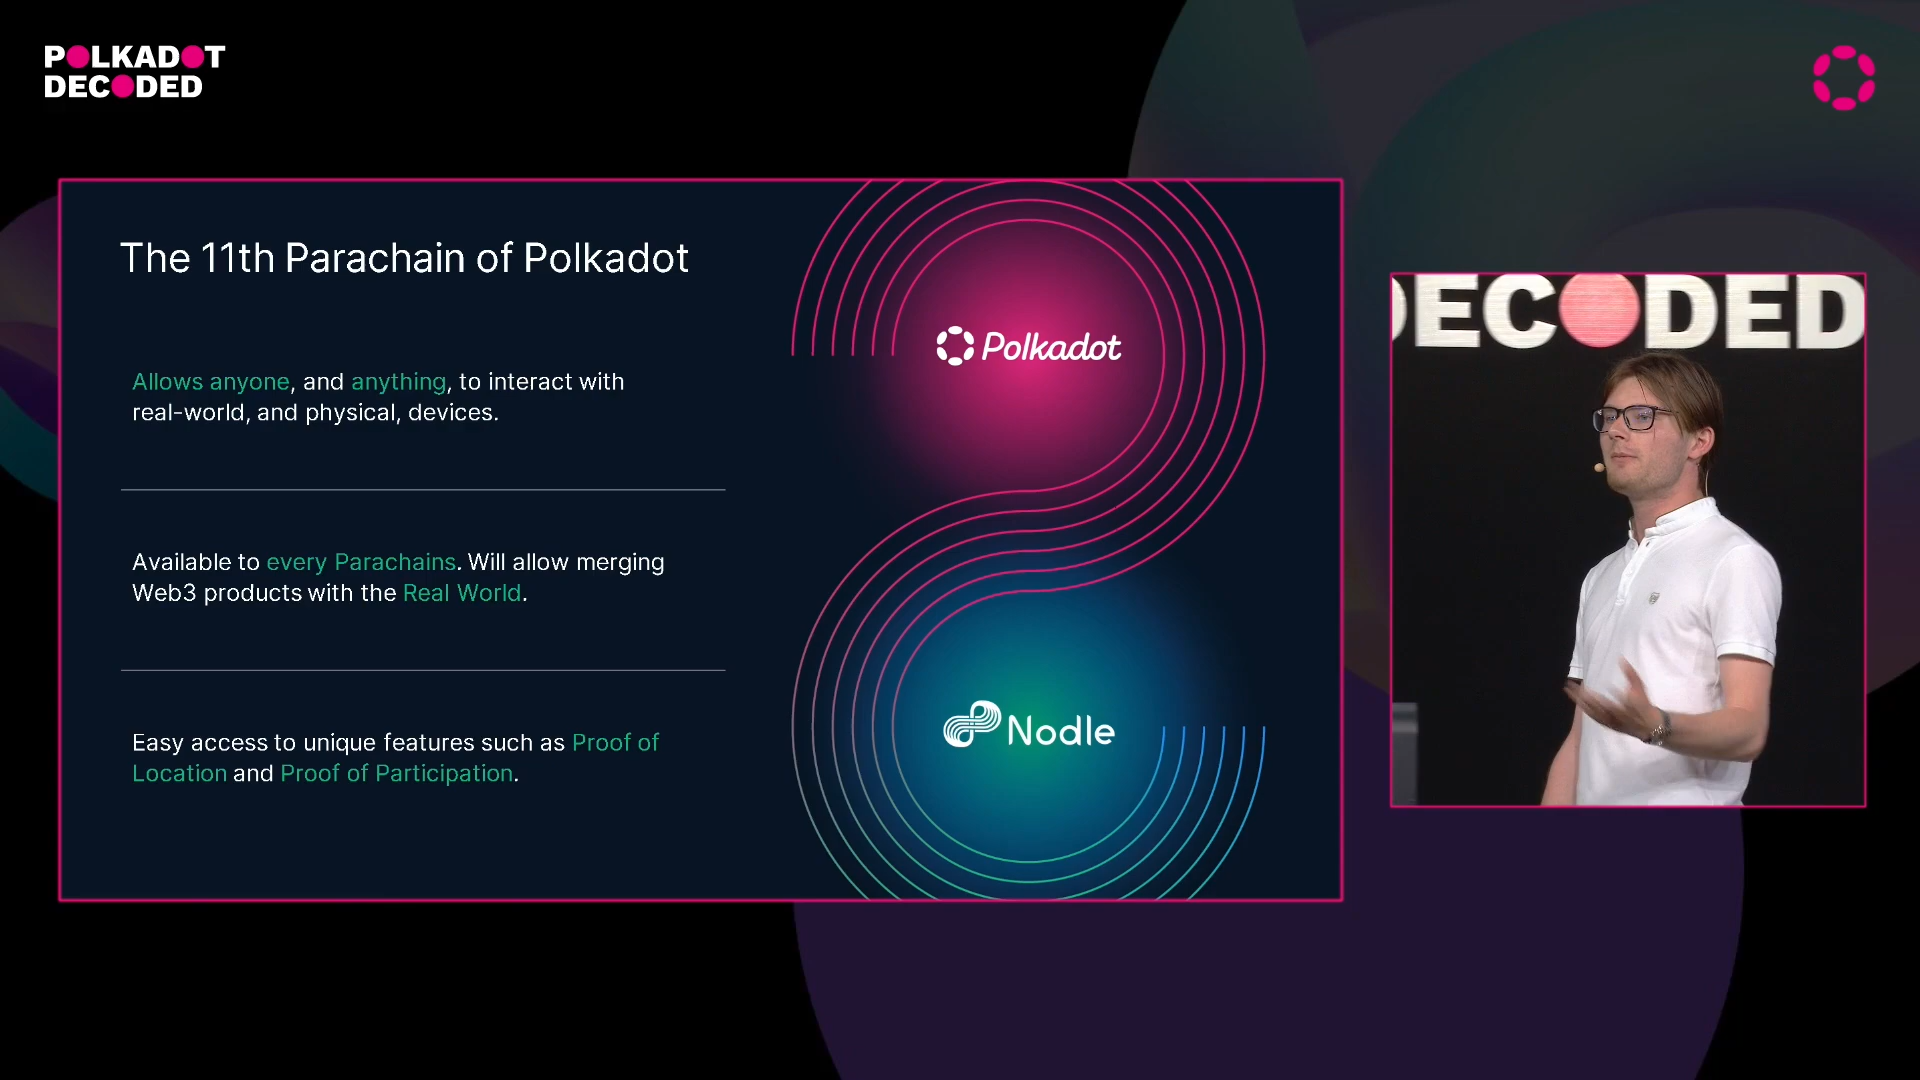 POLKADOT
DECODED
The 11th Parachain of Polkadot
Allows anyone, and anything, to interact with
real-world, and physical, devices.
Available to every Parachains. Will allow merging
Web3 products with the Real World.
Easy access to unique features such as Proof of
Location and Proof of Participation.
Polkadot
Nodle
DECODED